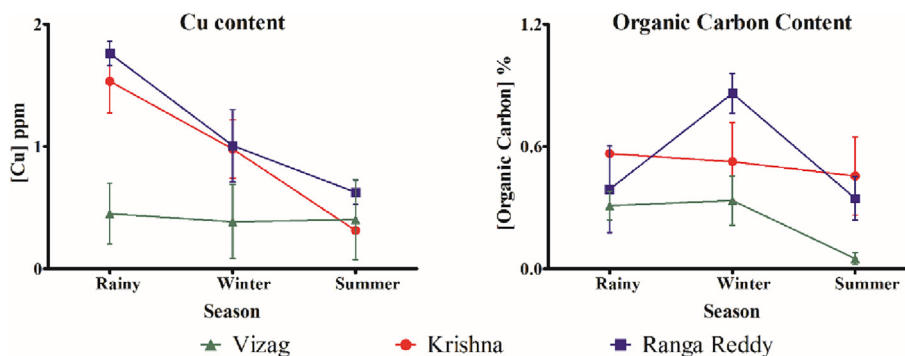 Cu content
2
1
0
[Cu] ppm
Rainy Winter Summer
Season
Organic Carbon Content
1.2
0.6
0.0
[Organic Carbon] %
Rainy Winter Summer
Season
Vizag Krishna Ranga Reddy